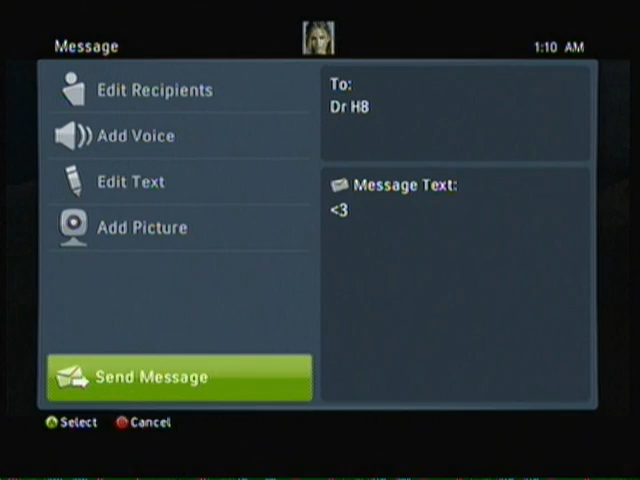 Message
1:10 AM
Edit Recipients
Add Voice
Edit Text
Add Picture
Send Message
To:
Dr H8
Message Text:
<3
A Select
B Cancel